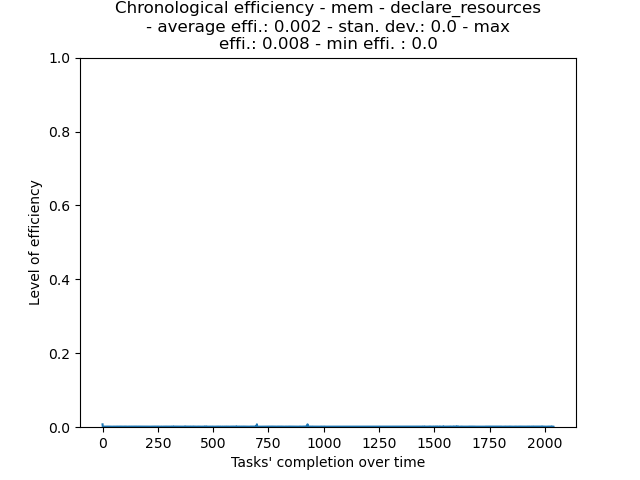 Chronological efficiency - mem - declare_resources
- average effi.: 0.002 - stan. dev.: 0.0 - max
effi.: 0.008 - min effi. : 0.0
1.0
0.8
0.6
0.4
0.2
0.0
Level of efficiency
0 250 500 750 1000 1250 1500 1750 2000
Tasks' completion over time